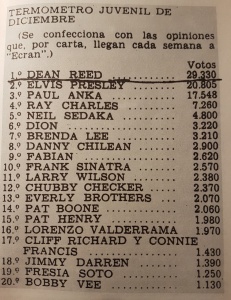 TERMOMETRO JUVENIL DE
DICIEMBRE
(Se confecciona con las opiniones
que, por carta, llegan cada semana a
"Ecran".)
Votos
1.º DEAN REED ........ 29.330
2.º ELVIS PRESLEY ..... 20.805
3.º PAUL ANKA ........ 17.548
4.º RAY CHARLES ...... 7.260
5.º NEIL SEDAKA ...... 4.800
6.º DION ............. 3.220
7.º BRENDA LEE ....... 3.210
8.º DANNY CHILEAN .... 2.900
9.º FABIAN ........... 2.620
10.º FRANK SINATRA .... 2.570
11.º LARRY WILSON ..... 2.380
12.º CHUBBY CHECKER ... 2.370
13.º EVERLY BROTHERS .. 2.070
14.º PAT BOONE ........ 2.060
15.º PAT HENRY ........ 1.980
16.º LORENZO VALDERRAMA 1.970
17.º CLIFF RICHARD Y CONNIE
FRANCIS ........... 1.430
18.º JIMMY DARREN ..... 1.390
19.º FRESIA SOTO ...... 1.250
20.º BOBBY VEE ........ 1.130